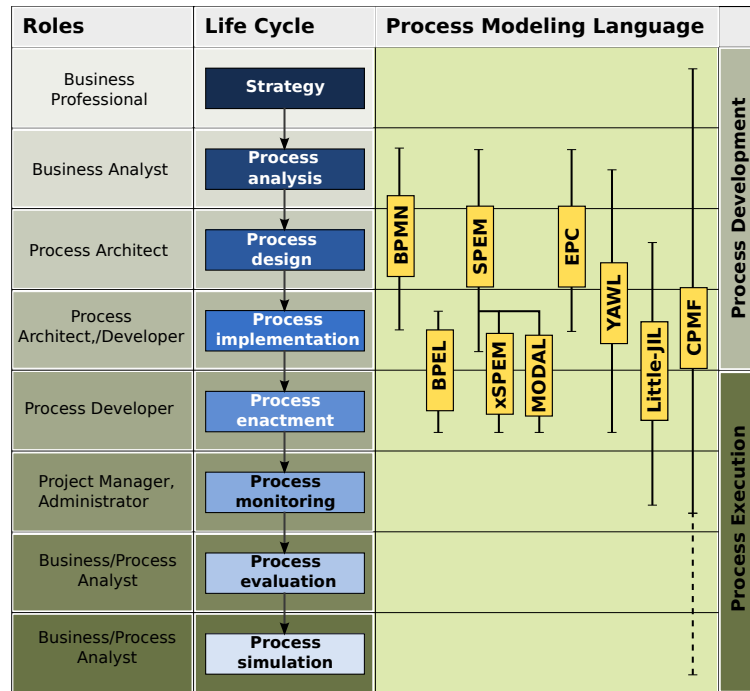 Roles
Life Cycle
Process Modeling Language
Business
Professional
Strategy
Business Analyst
Process
analysis
Process Architect
Process
design
Process
Architect,/Developer
Process
implementation
Process Developer
Process
enactment
Project Manager,
Administrator
Process
monitoring
Business/Process
Analyst
Process
evaluation
Business/Process
Analyst
Process
simulation
BPMN
BPEL
SPEM
xSPEM
MODAL
EPC
YAWL
Little-JIL
CPMF
Process Development
Process Execution